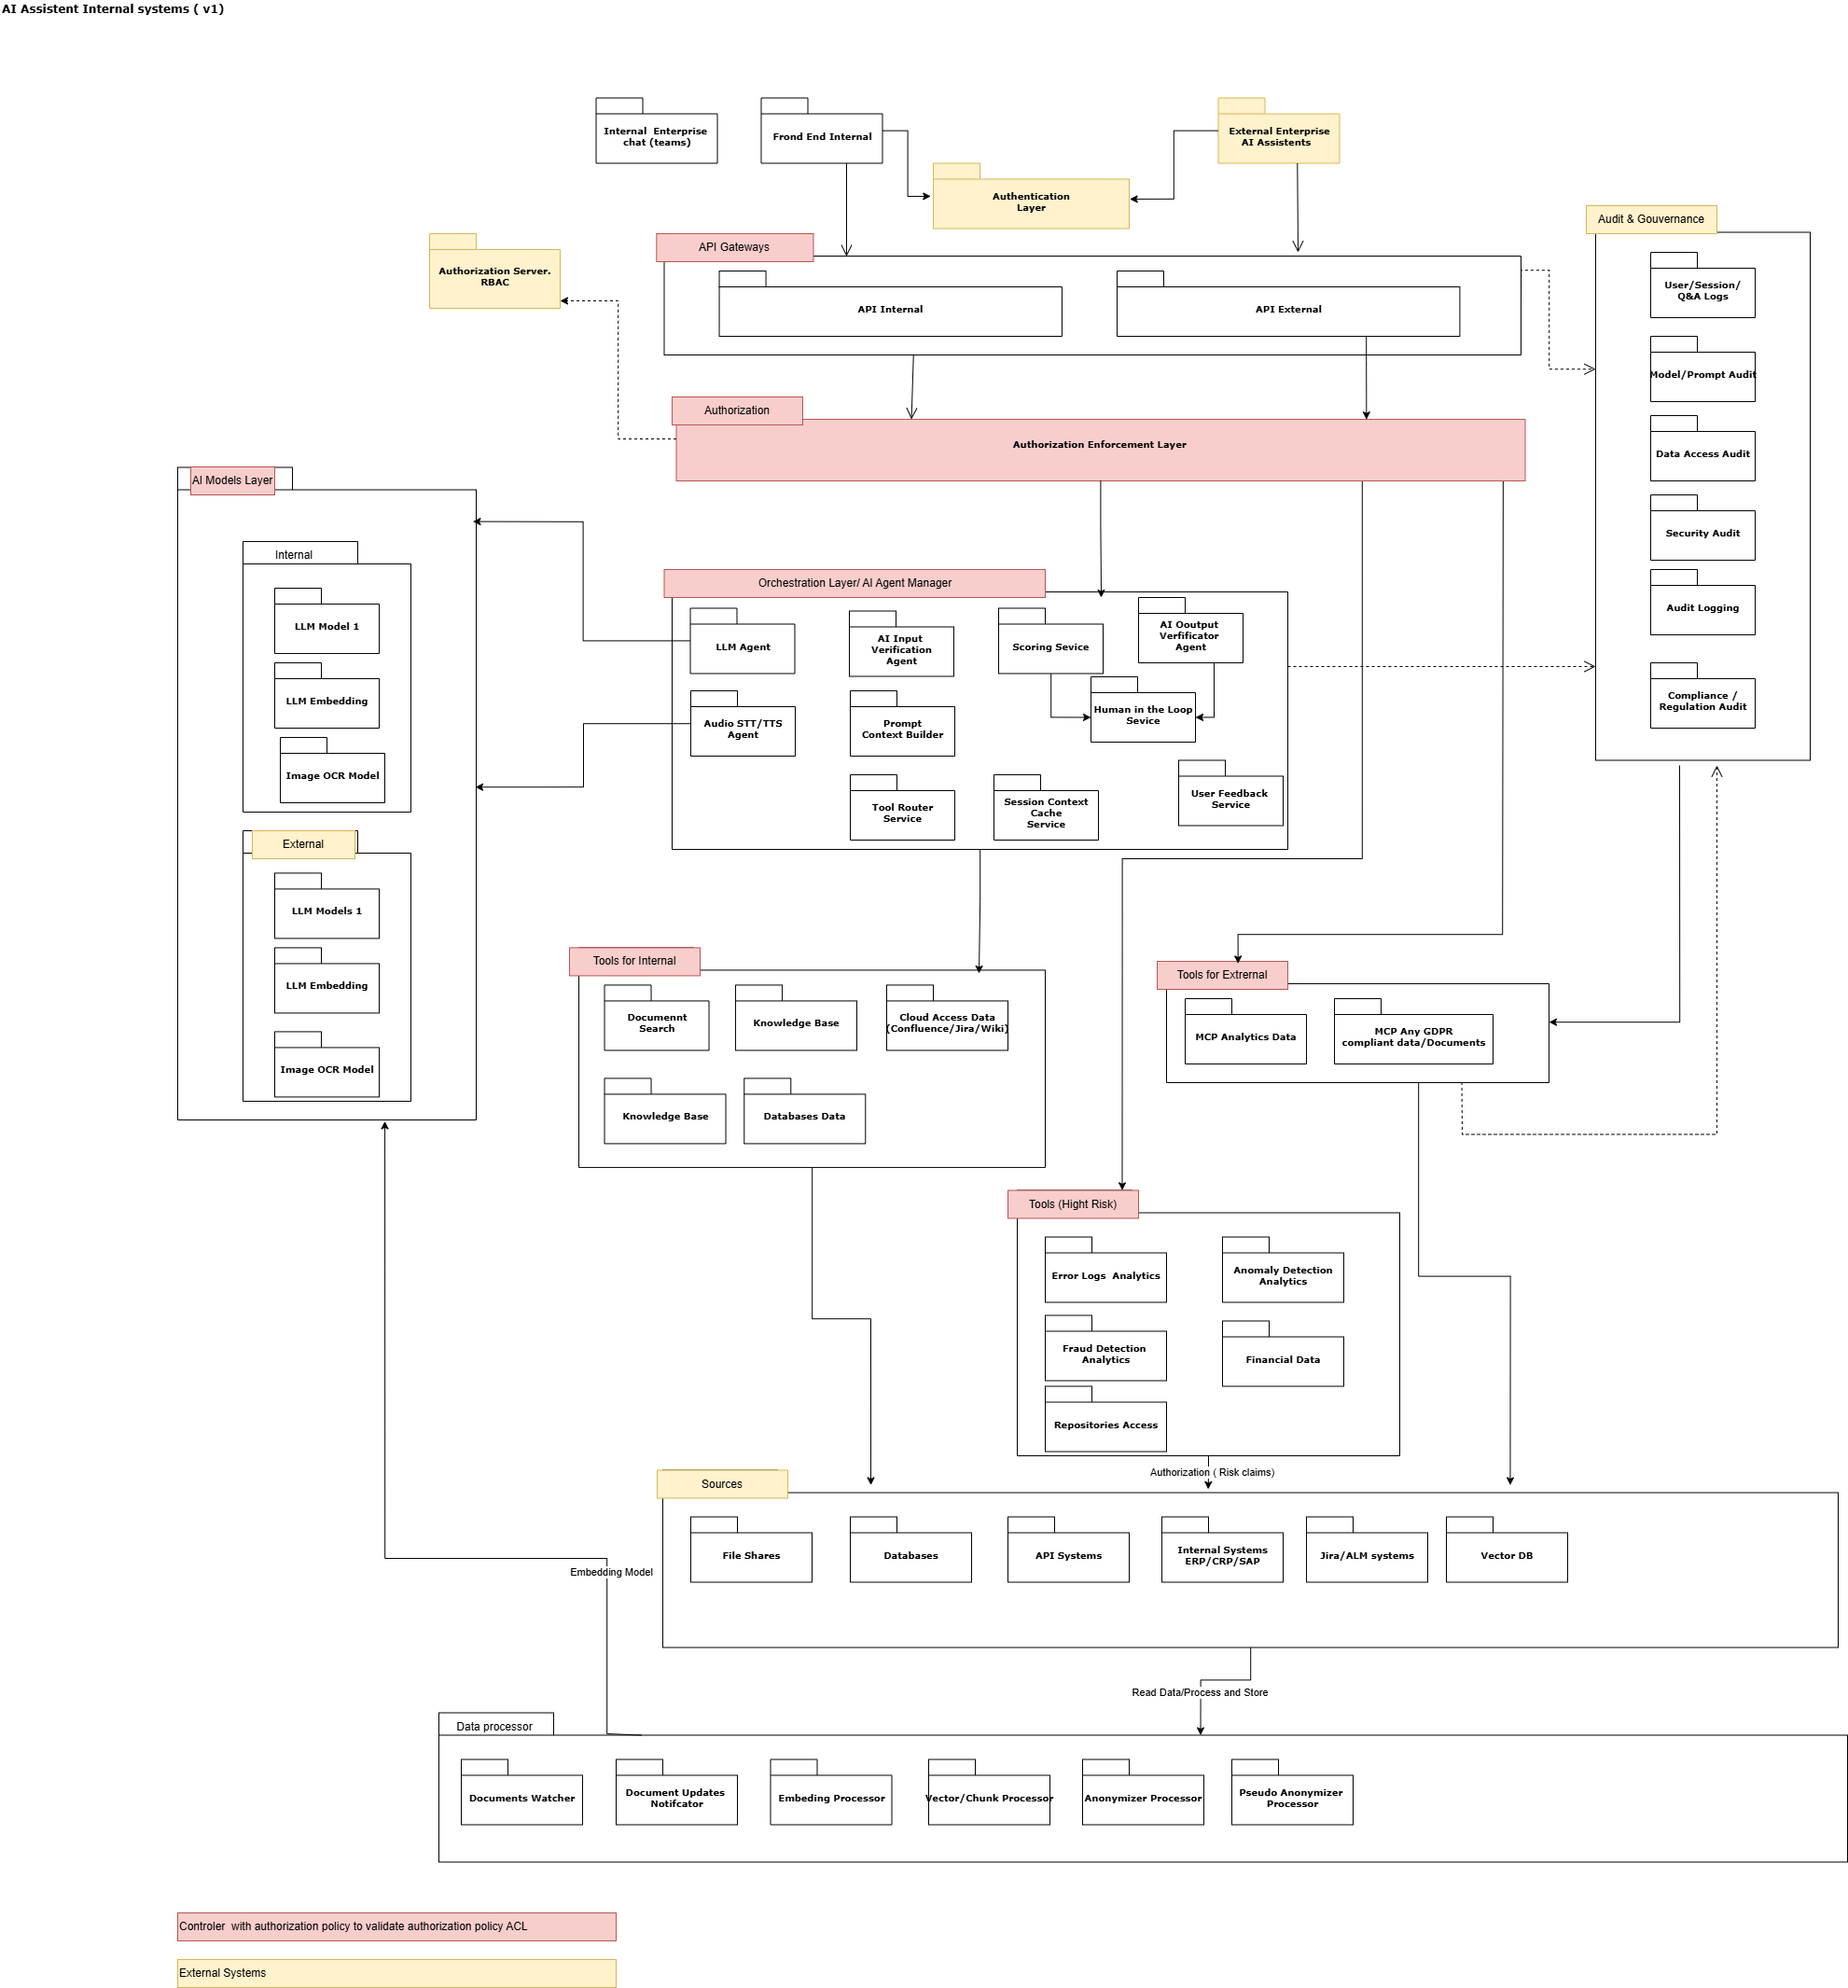 AI Assistent Internal systems ( v1)
Internal  Enterprise
chat (teams)
Frond End Internal
External Enterprise
AI Assistents
Authentication
Layer
Authorization Server.
RBAC
API Gateways
API Internal
API External
Authorization
Authorization Enforcement Layer
Audit & Gouvernance
User/Session/
Q&A Logs
Model/Prompt Audit
Data Access Audit
Security Audit
Audit Logging
Compliance /
Regulation Audit
AI Models Layer
Internal
LLM Model 1
LLM Embedding
Image OCR Model
External
LLM Models 1
LLM Embedding
Image OCR Model
Orchestration Layer/ AI Agent Manager
LLM Agent
AI Input
Verification
Agent
Scoring Sevice
AI Ooutput
Verfificator
Agent
Audio STT/TTS
Agent
Prompt
Context Builder
Human in the Loop
Sevice
Tool Router
Service
Session Context
Cache
Service
User Feedback
Service
Tools for Internal
Documennt
Search
Knowledge Base
Cloud Access Data
(Confluence/Jira/Wiki)
Knowledge Base
Databases Data
Tools for Extrernal
MCP Analytics Data
MCP Any GDPR
compliant data/Documents
Tools (Hight Risk)
Error Logs  Analytics
Anomaly Detection
Analytics
Fraud Detection
Analytics
Financial Data
Repositories Access
Authorization ( Risk claims)
Sources
File Shares
Databases
API Systems
Internal Systems
ERP/CRP/SAP
Jira/ALM systems
Vector DB
Embedding Model
Read Data/Process and Store
Data processor
Documents Watcher
Document Updates
Notifcator
Embeding Processor
Vector/Chunk Processor
Anonymizer Processor
Pseudo Anonymizer
Processor
Controler  with authorization policy to validate authorization policy ACL
External Systems